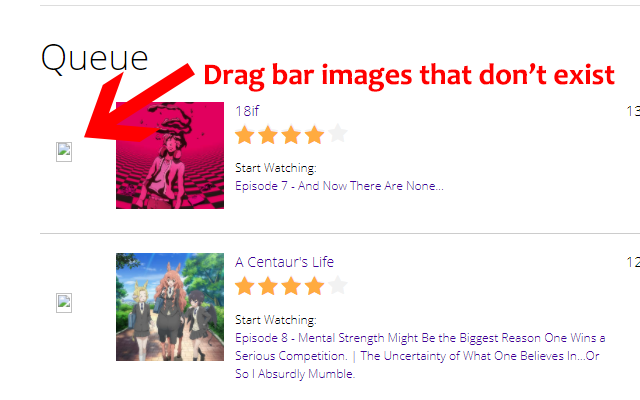 Queue
Drag bar images that don’t exist
18if
13
Start Watching:
Episode 7 - And Now There Are None...
A Centaur's Life
12
Start Watching:
Episode 8 - Mental Strength Might Be the Biggest Reason One Wins a
Serious Competition. | The Uncertainty of What One Believes In...Or
So I Absurdly Mumble.